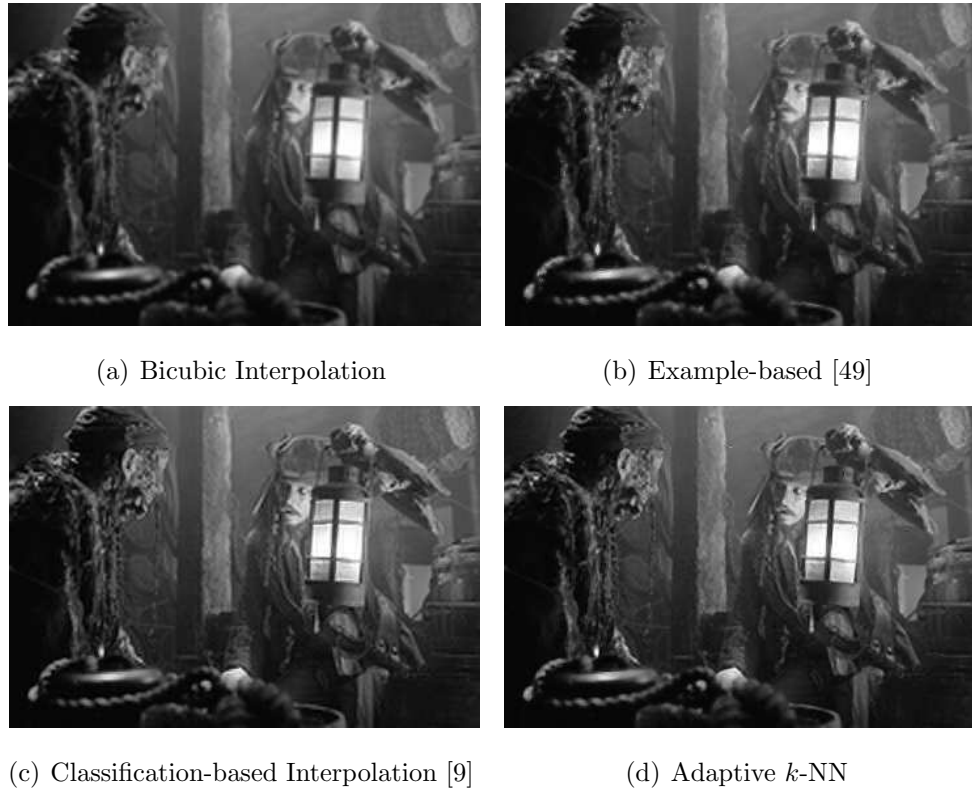 (a) Bicubic Interpolation
(b) Example-based [49]
(c) Classification-based Interpolation [9]
(d) Adaptive k-NN